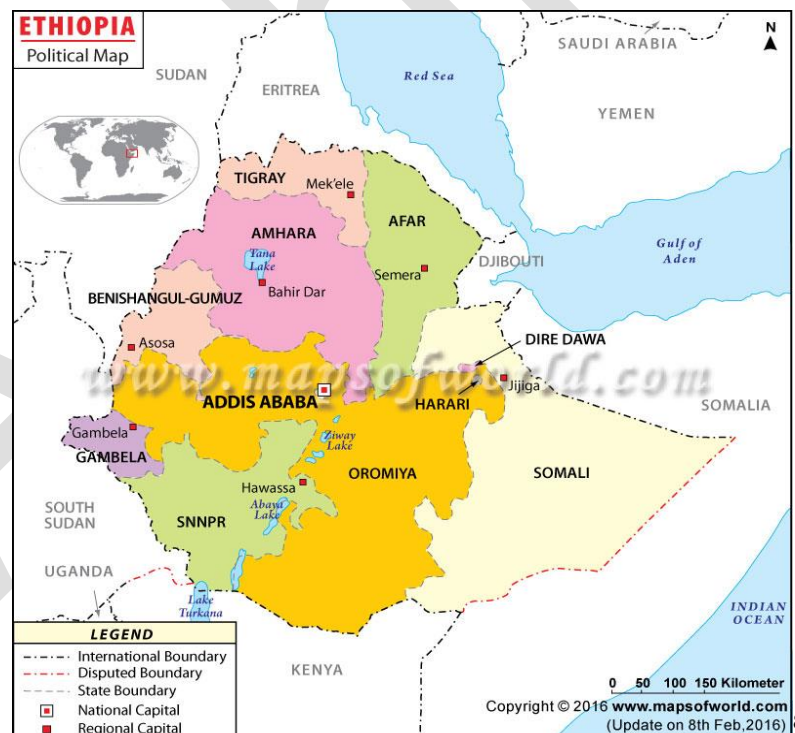 ETHIOPIA
Political Map
N
SAUDI ARABIA
SUDAN
Red Sea
ERITREA
YEMEN
TIGRAY
Mek'ele
AFAR
AMHARA
Tana
Lake
Gulf of
Aden
DJIBOUTI
Semera
Bahir Dar
BENISHANGUL-GUMUZ
Asosa
DIRE DAWA
www.mapsofworld.com
Jijiga
ADDIS ABABA
HARARI
SOMALIA
Gambela
GAMBELA
Ziway
Lake
OROMIYA
SOMALI
Hawassa
Abaya
Lake
SOUTH
SUDAN
SNNPR
UGANDA
Lake
Turkana
INDIAN
OCEAN
LEGEND
International Boundary
Disputed Boundary
State Boundary
National Capital
Regional Capital
KENYA
0 50 100 150 Kilometer
Copyright © 2016 www.mapsofworld.com
(Update on 8th Feb,2016)